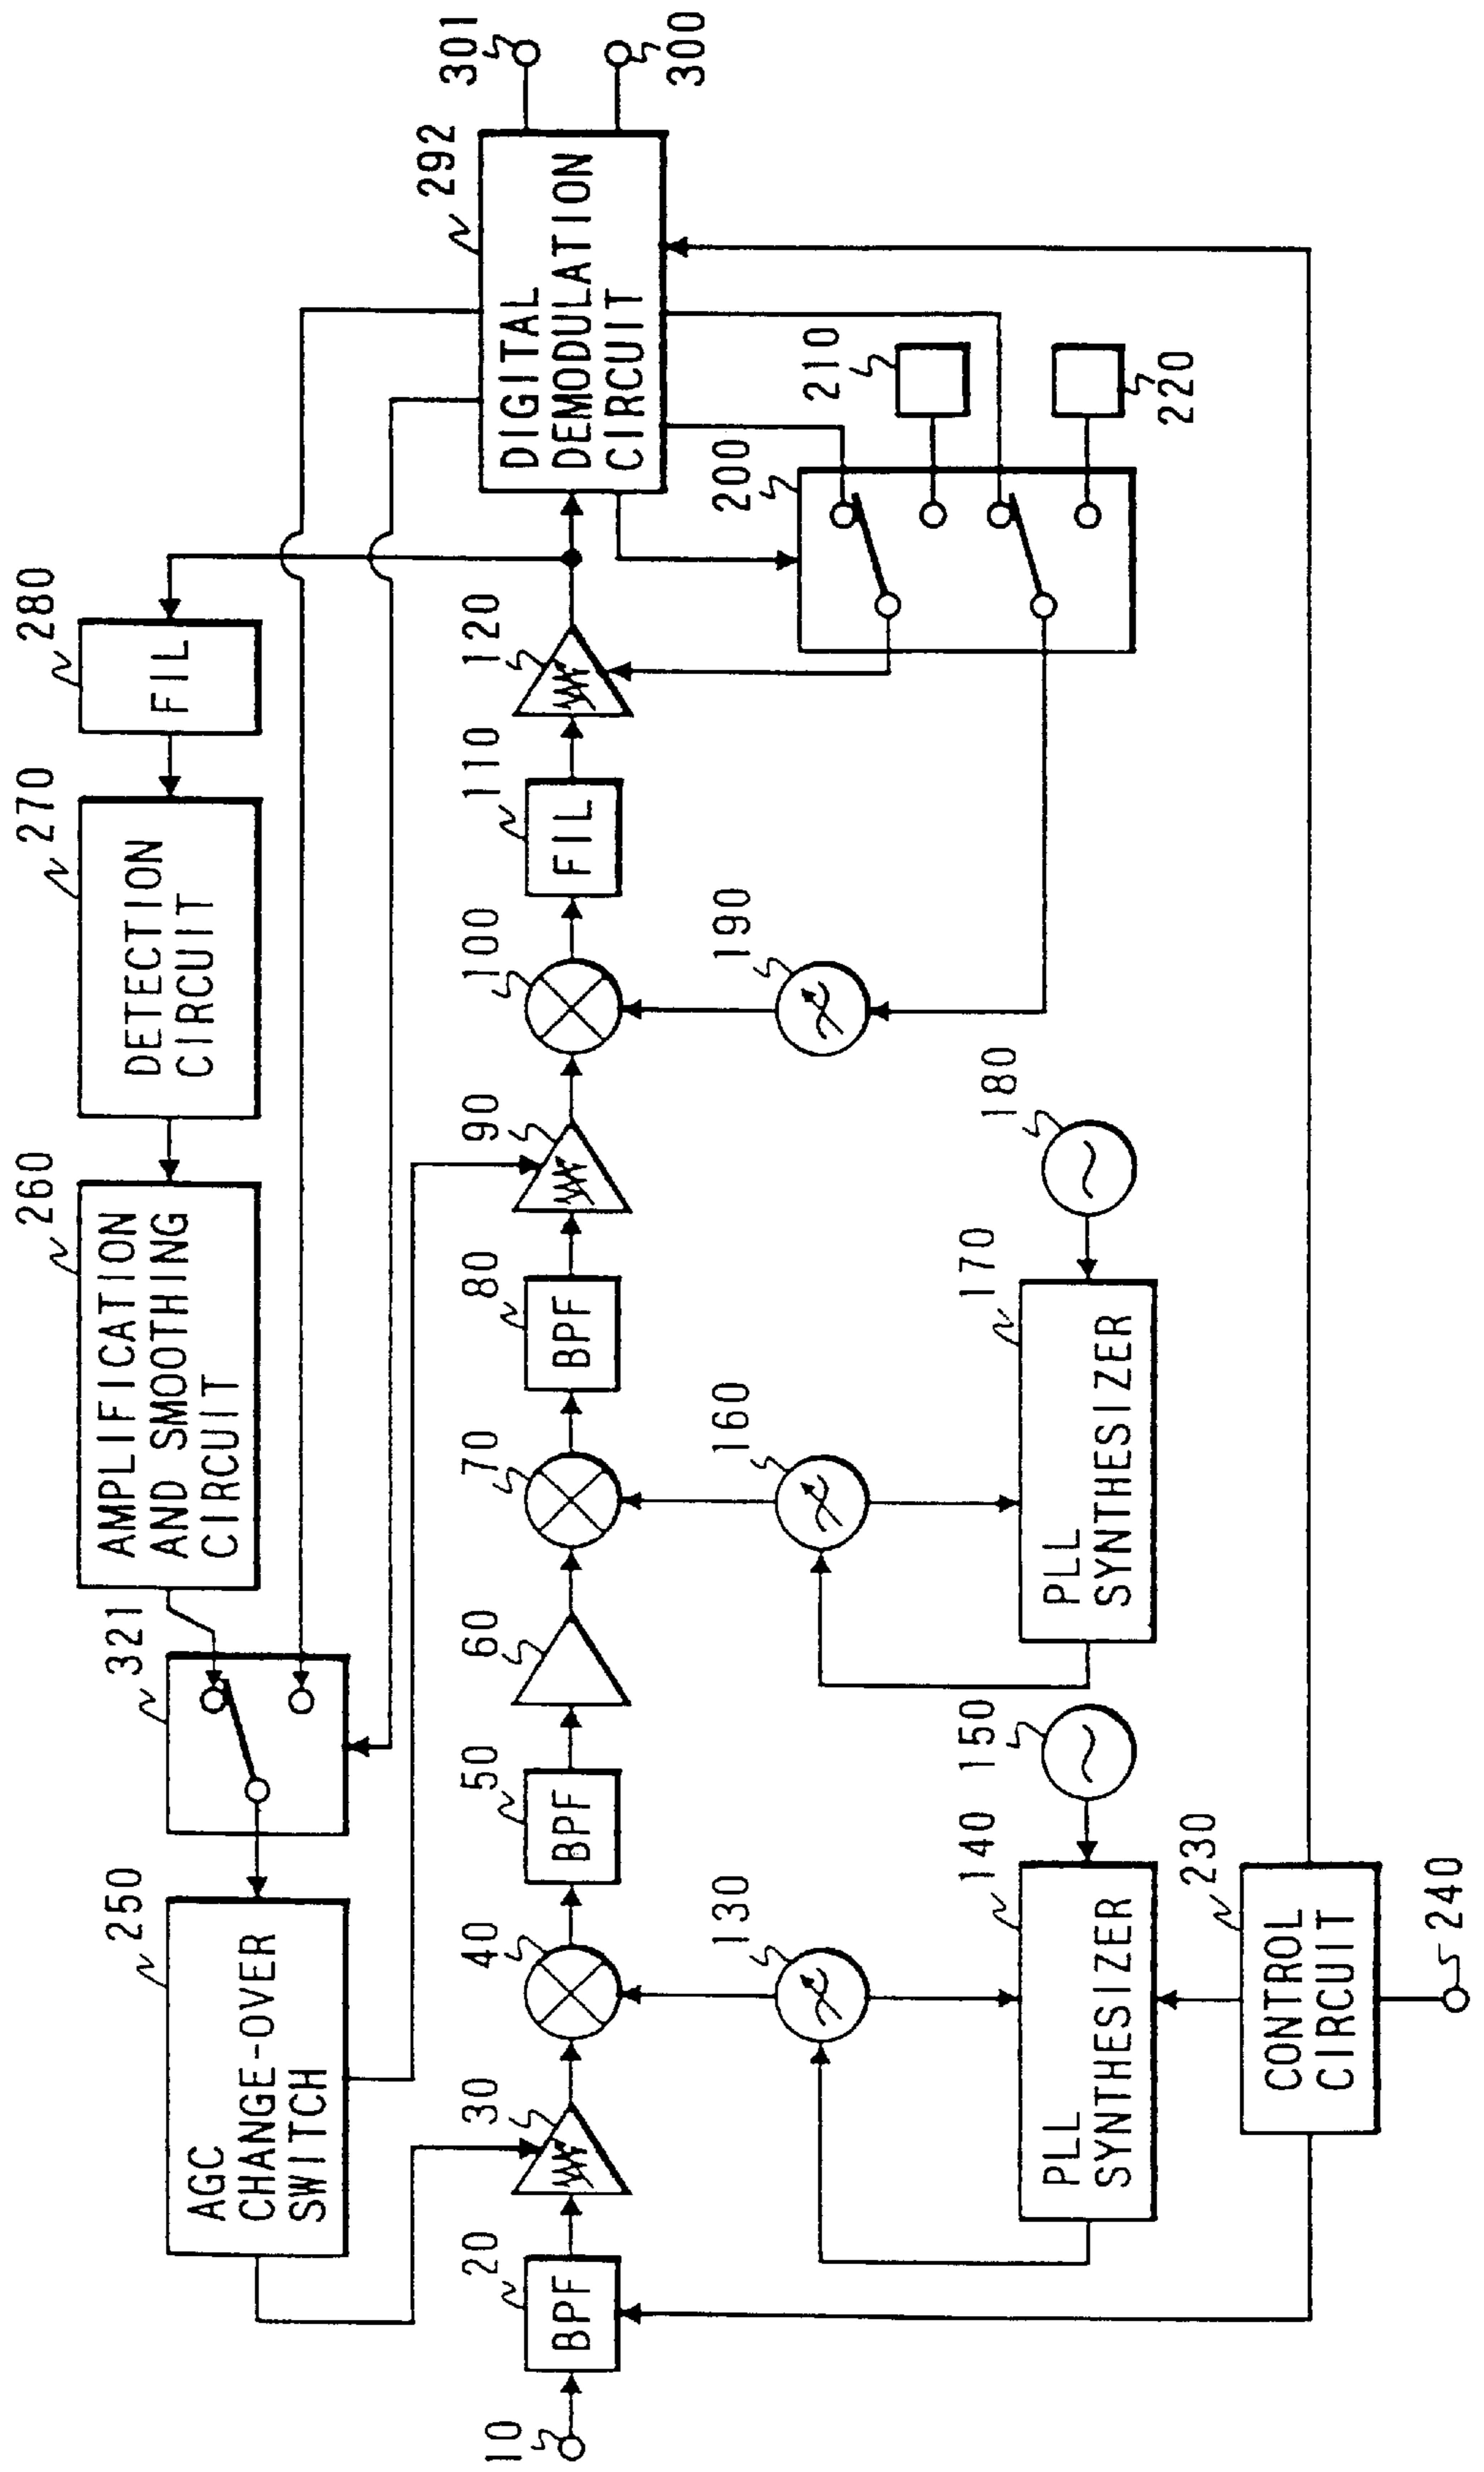 280
FIL
270
DETECTION
CIRCUIT
260
AMPLIFICATION
AND SMOOTHING
CIRCUIT
321
250
AGC
CHANGE-OVER
SWITCH
301
300
292
DIGITAL
DEMODULATION
CIRCUIT
10
20
BPF
30
40
50
BPF
60
70
80
BPF
90
100
110
FIL
120
130
160
190
200
210
220
140
PLL
SYNTHESIZER
150
170
PLL
SYNTHESIZER
180
230
CONTROL
CIRCUIT
240